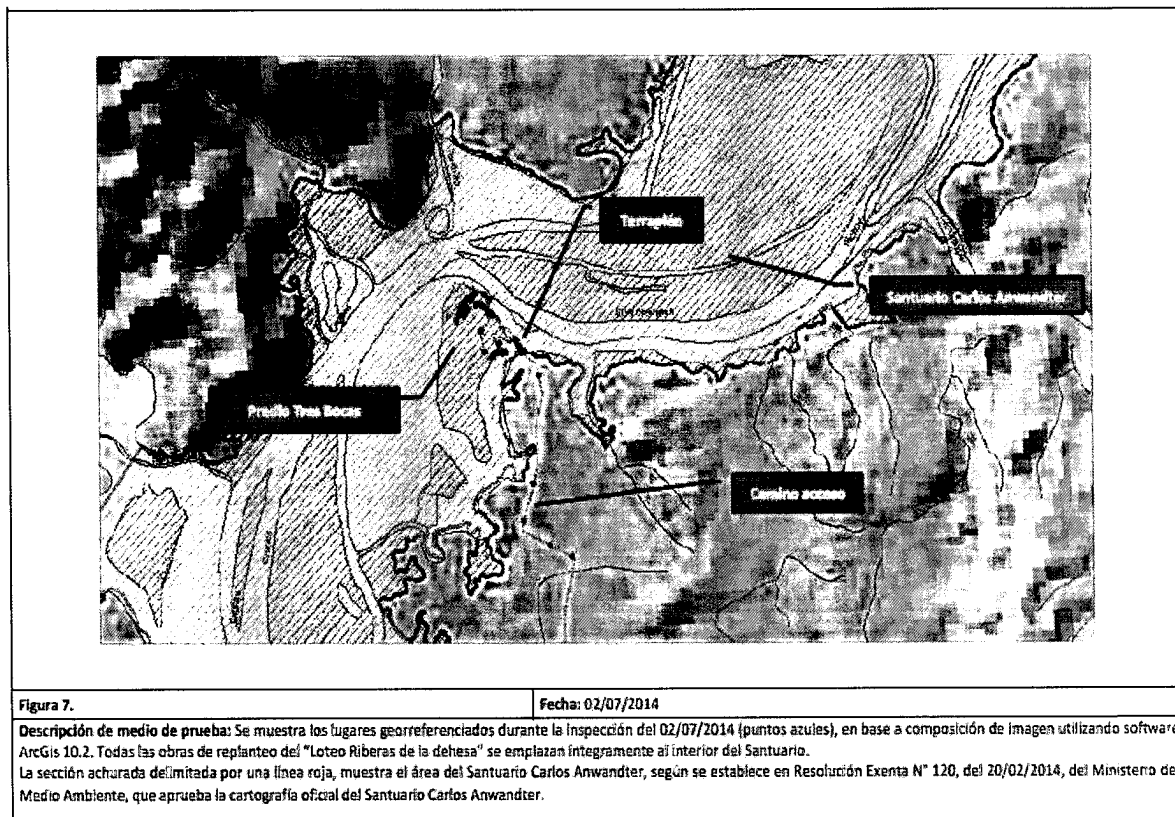 Terraplén
Santuario Carlos Anwandter
Predio Tres Bocas
Camino acceso
Figura 7.
Fecha: 02/07/2014
Descripción de medio de prueba: Se muestra los lugares georreferenciados durante la inspección del 02/07/2014 (puntos azules), en base a composición de imagen utilizando software
ArcGis 10.2. Todas las obras de replanteo del "Loteo Riberas de la dehesa" se emplazan íntegramente al interior del Santuario.
La sección achurada delimitada por una línea roja, muestra el área del Santuario Carlos Anwandter, según se establece en Resolución Exenta N° 120, del 20/02/2014, del Ministerio de
Medio Ambiente, que aprueba la cartografía oficial del Santuario Carlos Anwandter.